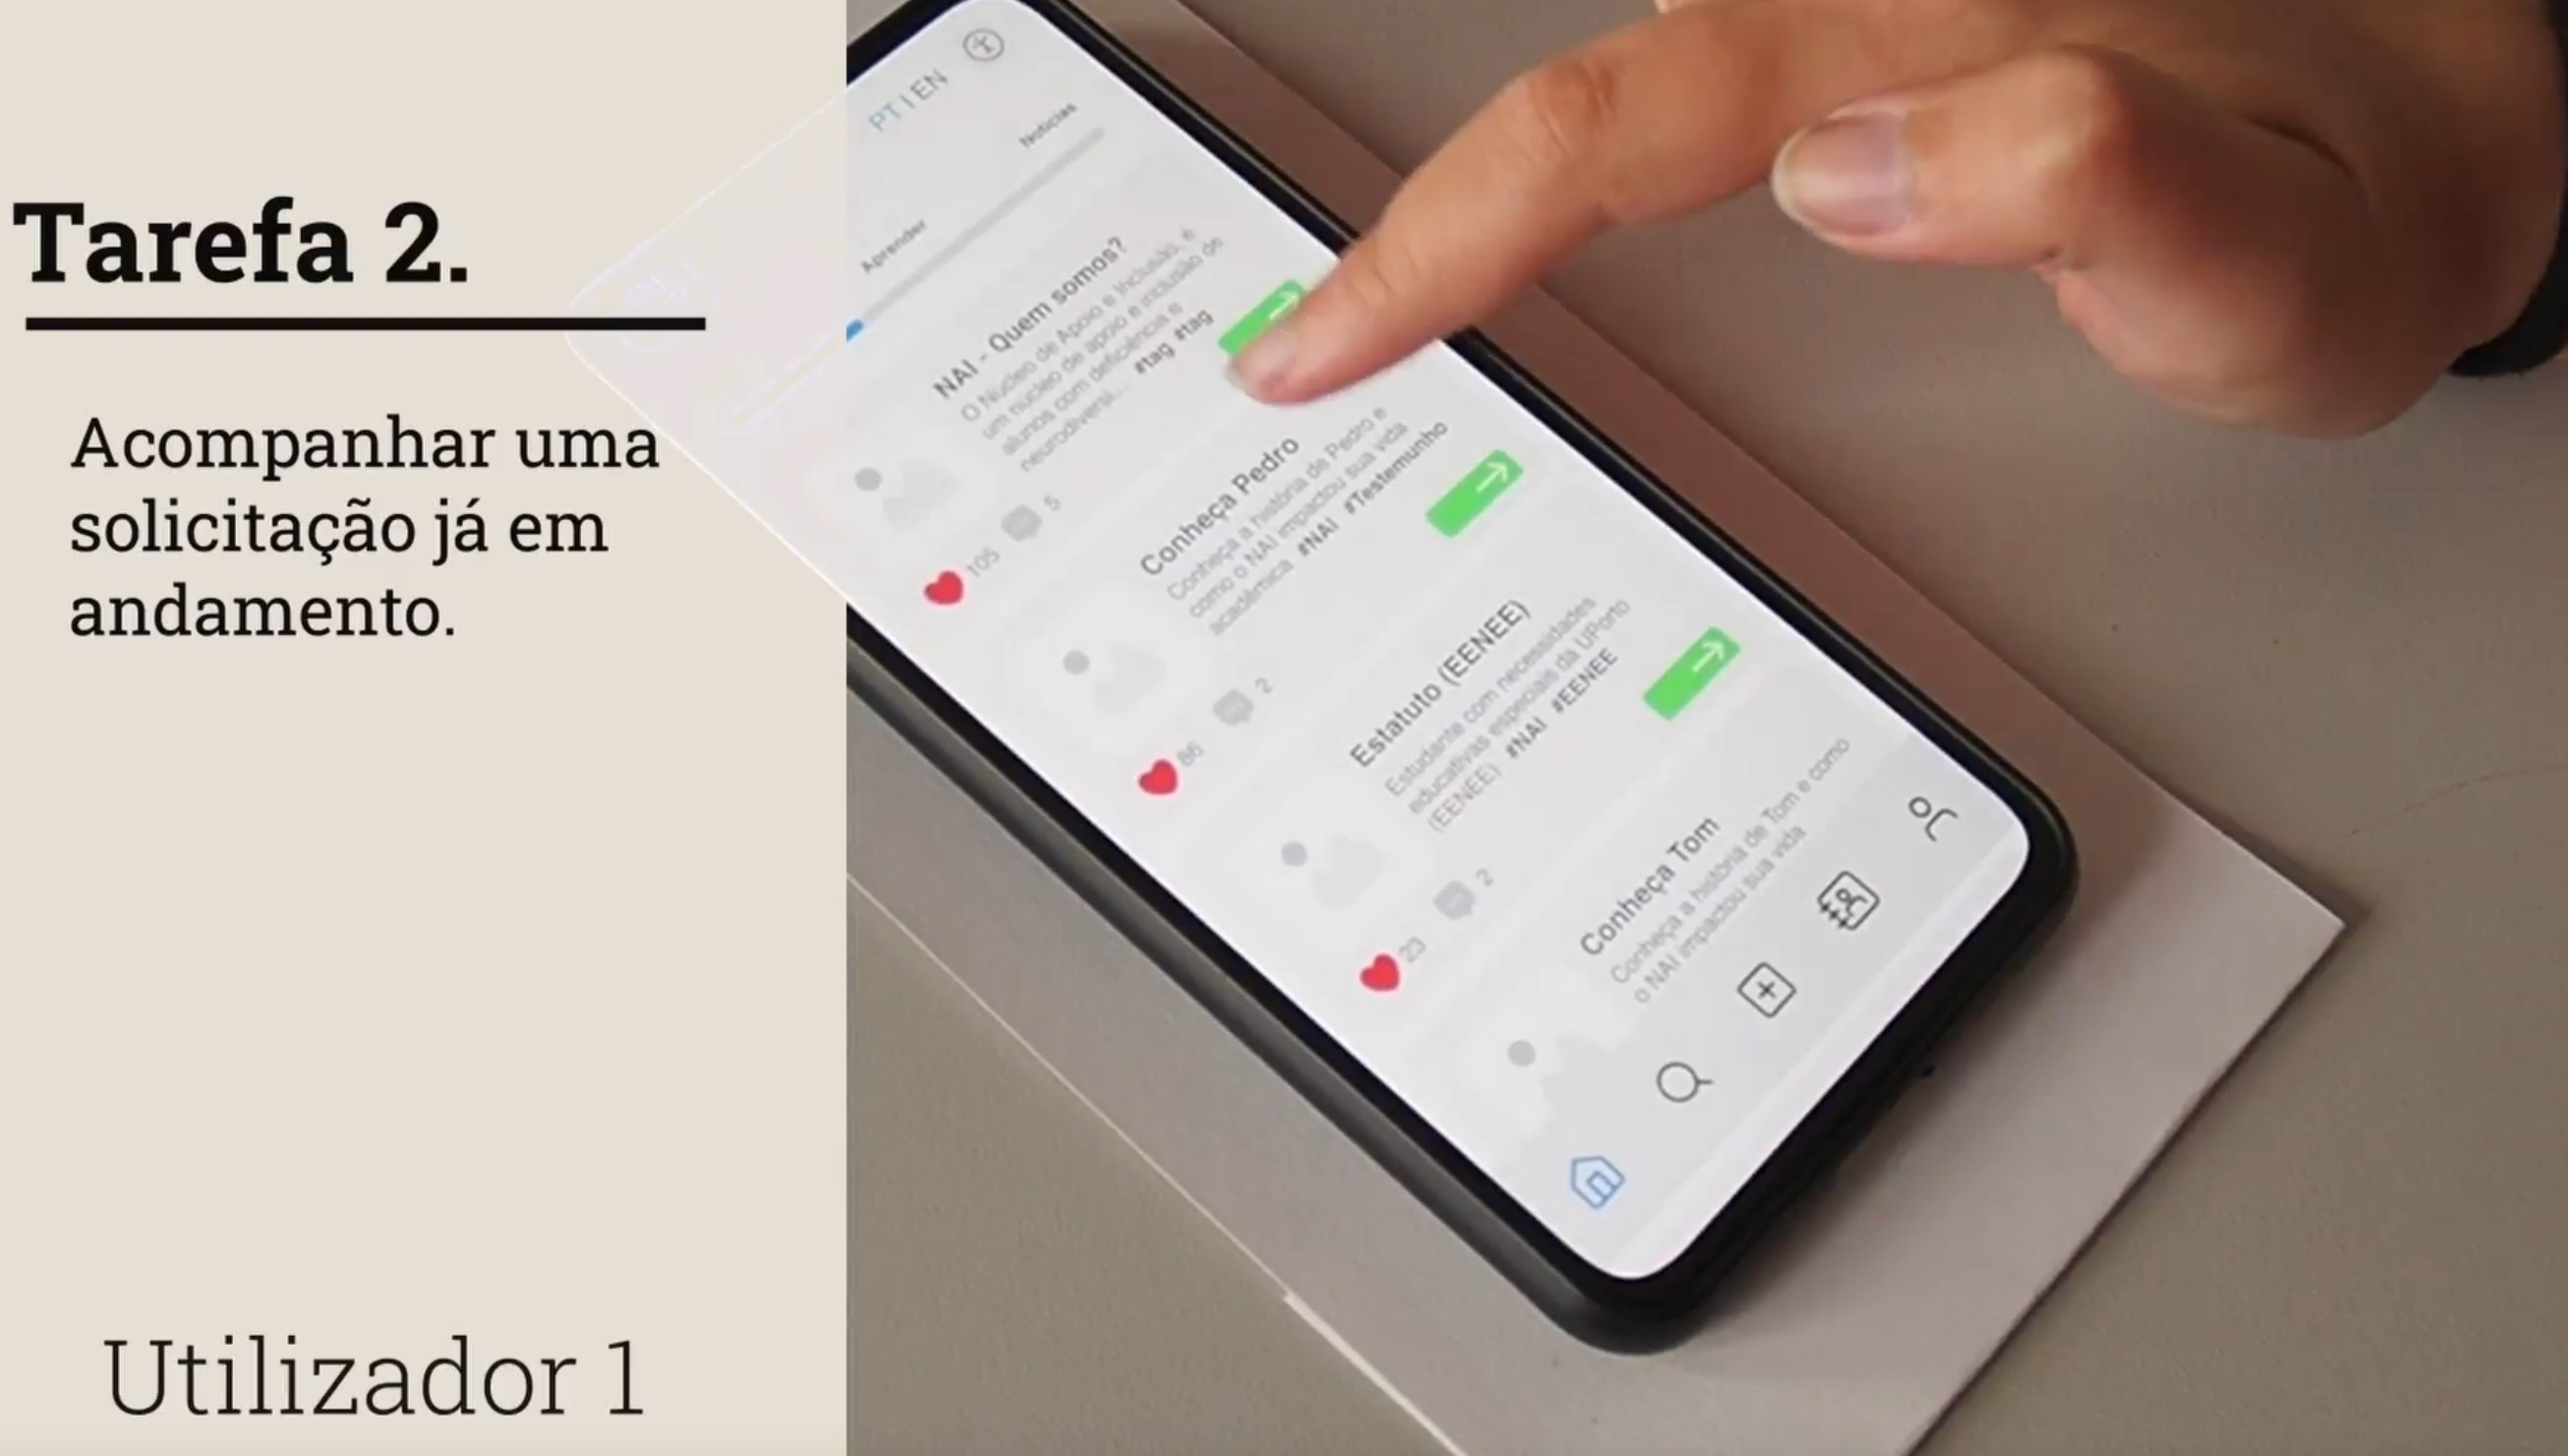 Tarefa 2.
Acompanhar uma
solicitação já em
andamento.
Utilizador 1
PT | EN
Aprender
Notícias
NAI - Quem somos?
O Núcleo de Apoio e Inclusão, é
um núcleo de apoio e inclusão de
alunos com deficiência e
neurodiversi... #tag #tag
105
5
Conheça Pedro
Conheça a história de Pedro e
como o NAI impactou sua vida
acadêmica #NAI #Testemunho
86
2
Estatuto (EENEE)
Estudante com necessidades
educativas especiais da UPorto
(EENEE) #NAI #EENEE
23
2
Conheça Tom
Conheça a história de Tom e como
o NAI impactou sua vida